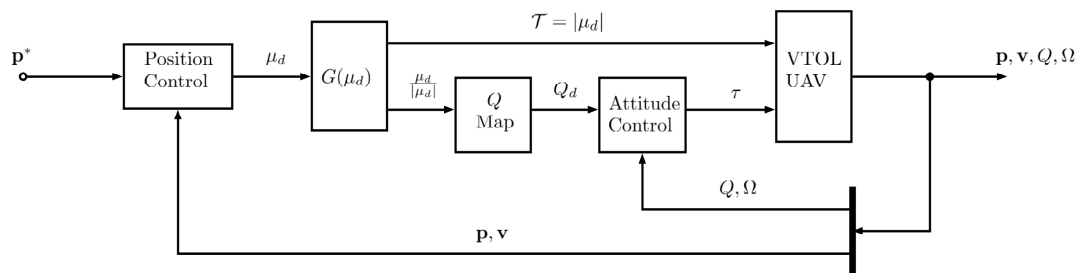 𝒯 = |μ_d|
p*
Position
Control
μ_d
G(μ_d)
μ_d/|μ_d|
Q
Map
Q_d
Attitude
Control
τ
VTOL
UAV
p, v, Q, Ω
Q, Ω
p, v